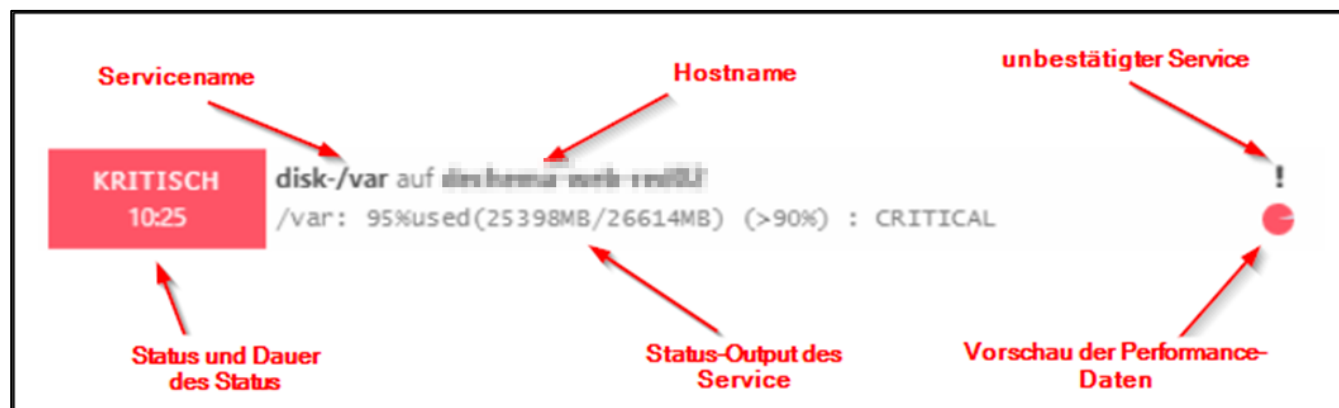 Servicename
Hostname
unbestätigter Service
KRITISCH
10:25
disk-/var auf
!
/var: 95%used(25398MB/26614MB) (>90%) : CRITICAL
Status und Dauer
des Status
Status-Output des
Service
Vorschau der Performance-
Daten